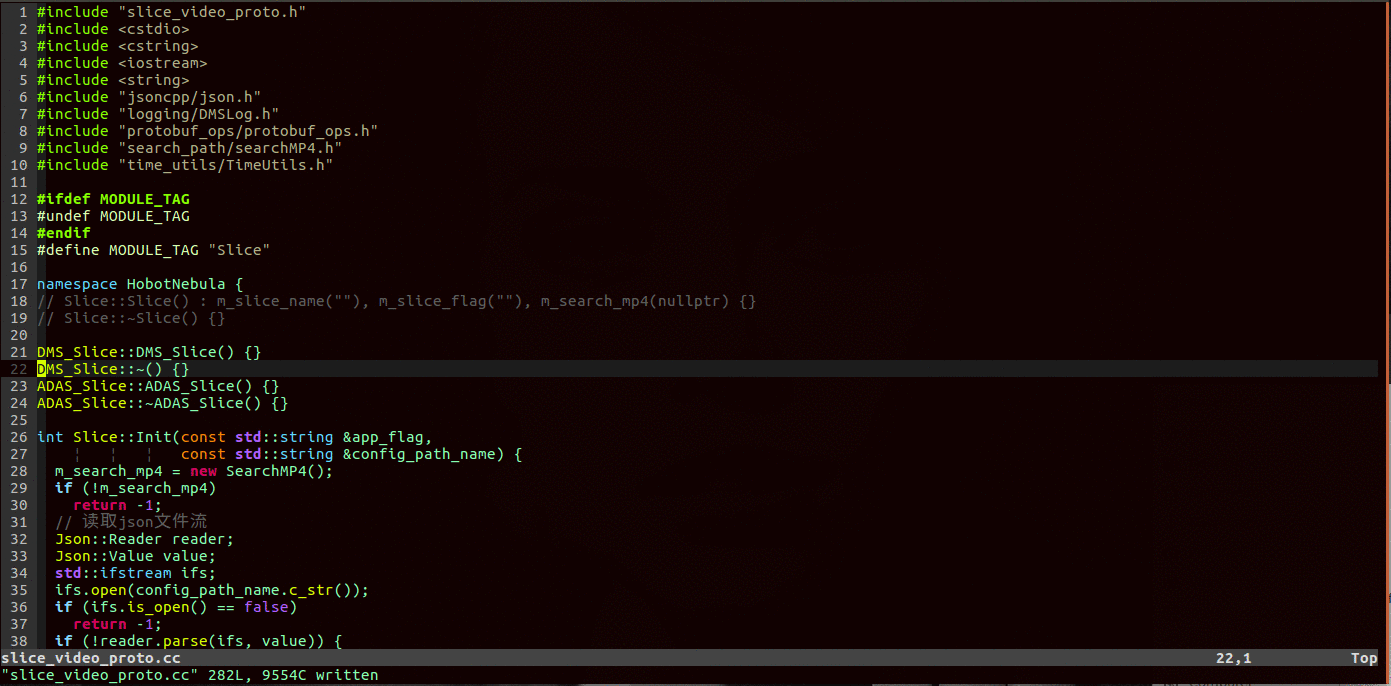 1 #include "slice_video_proto.h"
2 #include <cstdio>
3 #include <cstring>
4 #include <iostream>
5 #include <string>
6 #include "jsoncpp/json.h"
7 #include "logging/DMSLog.h"
8 #include "protobuf_ops/protobuf_ops.h"
9 #include "search_path/searchMP4.h"
10 #include "time_utils/TimeUtils.h"
11
12 #ifdef MODULE_TAG
13 #undef MODULE_TAG
14 #endif
15 #define MODULE_TAG "Slice"
16
17 namespace HobotNebula {
18 // Slice::Slice() : m_slice_name(""), m_slice_flag(""), m_search_mp4(nullptr) {}
19 // Slice::~Slice() {}
20
21 DMS_Slice::DMS_Slice() {}
22 DMS_Slice::~() {}
23 ADAS_Slice::ADAS_Slice() {}
24 ADAS_Slice::~ADAS_Slice() {}
25
26 int Slice::Init(const std::string &app_flag,
27     ¦   ¦   ¦   const std::string &config_path_name) {
28   m_search_mp4 = new SearchMP4();
29   if (!m_search_mp4)
30     return -1;
31   // 读取json文件流
32   Json::Reader reader;
33   Json::Value value;
34   std::ifstream ifs;
35   ifs.open(config_path_name.c_str());
36   if (ifs.is_open() == false)
37     return -1;
38   if (!reader.parse(ifs, value)) {
slice_video_proto.cc 22,1 Top
"slice_video_proto.cc" 282L, 9554C written